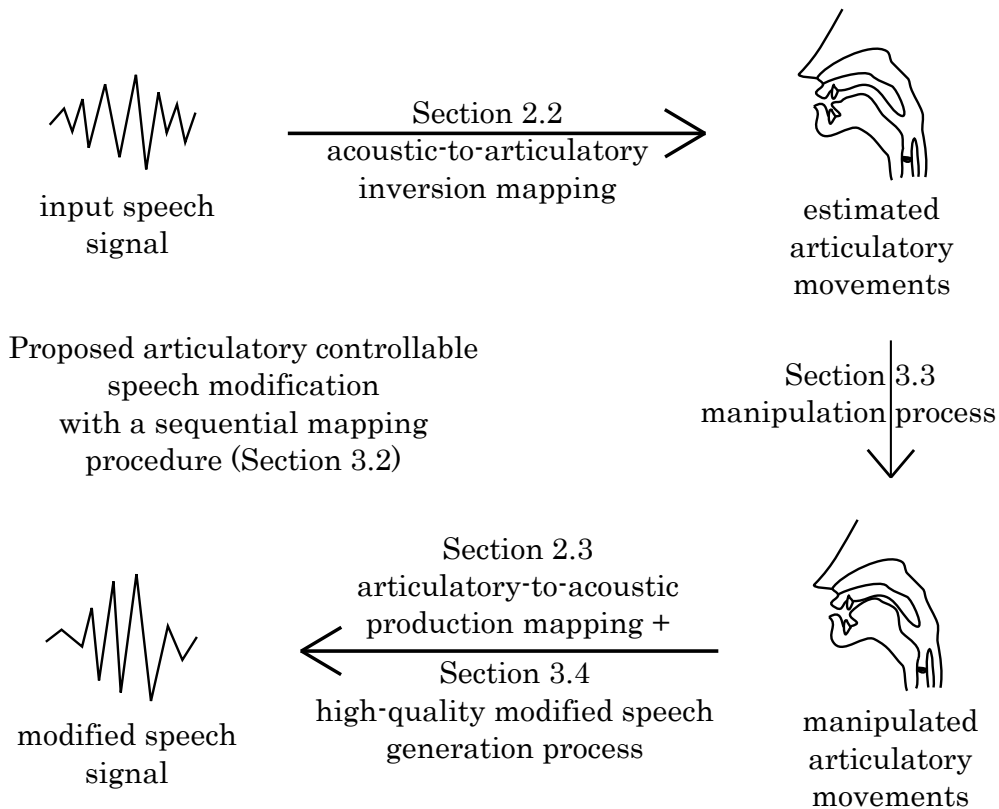 Section 2.2
acoustic-to-articulatory
inversion mapping
input speech
signal
estimated
articulatory
movements
Proposed articulatory controllable
speech modification
with a sequential mapping
procedure (Section 3.2)
Section 3.3
manipulation process
Section 2.3
articulatory-to-acoustic
production mapping +
Section 3.4
high-quality modified speech
generation process
modified speech
signal
manipulated
articulatory
movements